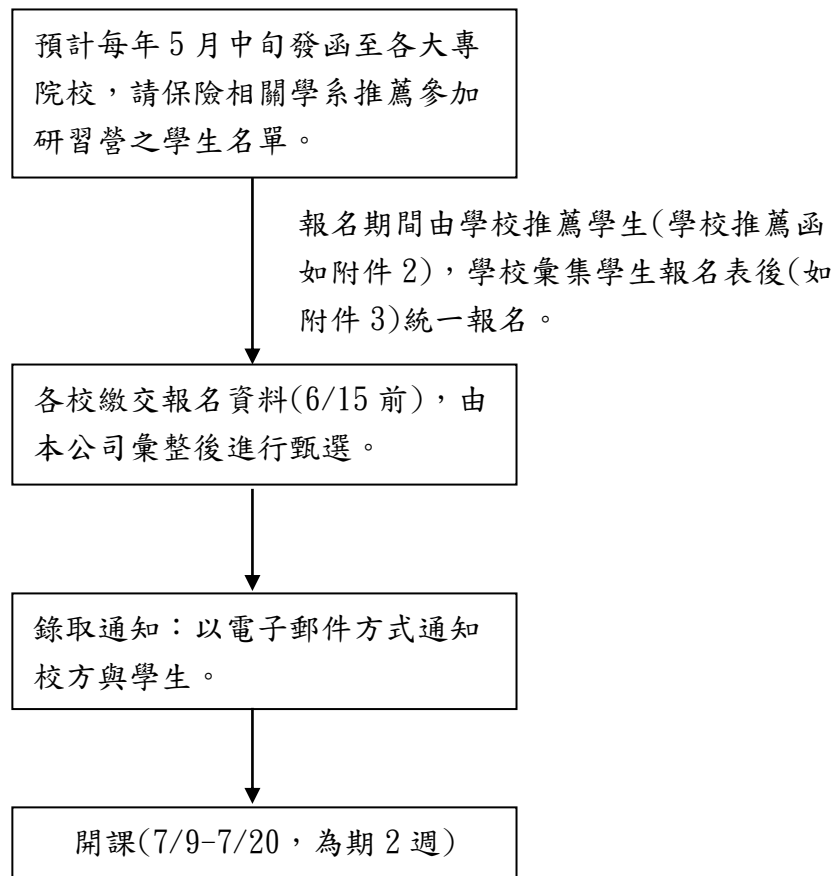 預計每年 5 月中旬發函至各大專
院校，請保險相關學系推薦參加
研習營之學生名單。
報名期間由學校推薦學生(學校推薦函
如附件 2)，學校彙集學生報名表後(如
附件 3)統一報名。
各校繳交報名資料(6/15 前)，由
本公司彙整後進行甄選。
錄取通知：以電子郵件方式通知
校方與學生。
開課(7/9-7/20，為期 2 週)